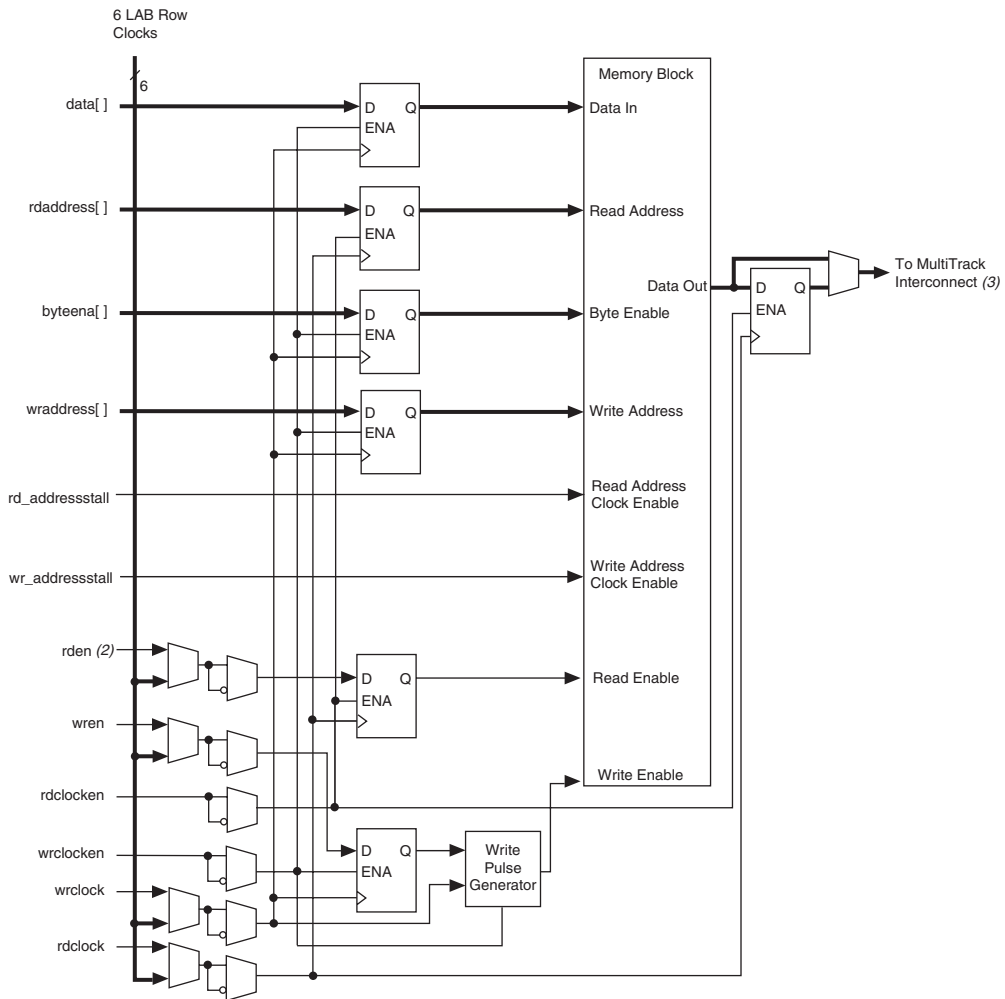 6 LAB Row
Clocks
6
data[ ]
D Q
ENA
Memory Block
Data In
rdaddress[ ]
D Q
ENA
Read Address
Data Out
D Q
ENA
To MultiTrack
Interconnect (3)
byteena[ ]
D Q
ENA
Byte Enable
wraddress[ ]
D Q
ENA
Write Address
rd_addressstall
Read Address
Clock Enable
wr_addressstall
Write Address
Clock Enable
rden (2)
D Q
ENA
Read Enable
wren
Write Enable
rdclocken
wrclocken
D Q
ENA
Write
Pulse
Generator
wrclock
rdclock